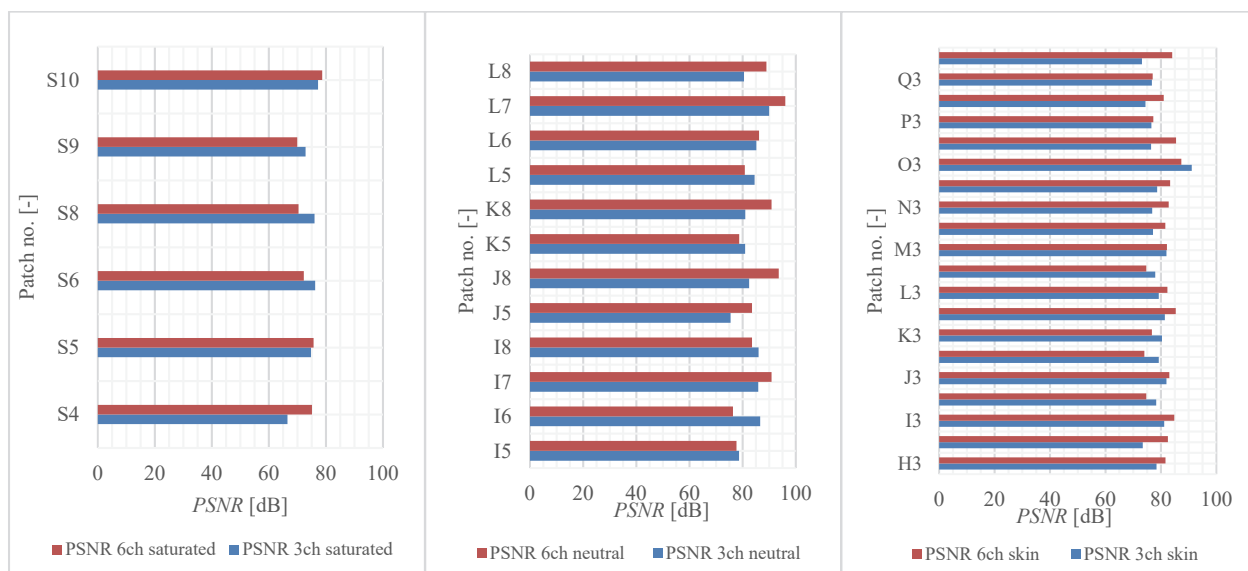 Patch no. [-]
S10
S9
S8
S6
S5
S4
0 20 40 60 80 100
PSNR [dB]
PSNR 6ch saturated PSNR 3ch saturated
Patch no. [-]
L8
L7
L6
L5
K8
K5
J8
J5
I8
I7
I6
I5
0 20 40 60 80 100
PSNR [dB]
PSNR 6ch neutral PSNR 3ch neutral
Patch no. [-]
Q3
P3
O3
N3
M3
L3
K3
J3
I3
H3
0 20 40 60 80 100
PSNR [dB]
PSNR 6ch skin PSNR 3ch skin